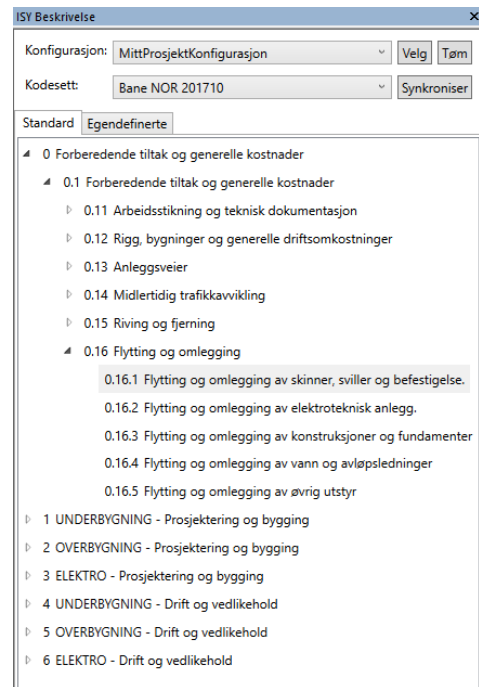 ISY Beskrivelse
Konfigurasjon: MittProsjektKonfigurasjon Velg Tøm
Kodesett: Bane NOR 201710 Synkroniser
Standard Egendefinerte
0 Forberedende tiltak og generelle kostnader
0.1 Forberedende tiltak og generelle kostnader
0.11 Arbeidsstikning og teknisk dokumentasjon
0.12 Rigg, bygninger og generelle driftsomkostninger
0.13 Anleggsveier
0.14 Midlertidig trafikkavvikling
0.15 Riving og fjerning
0.16 Flytting og omlegging
0.16.1 Flytting og omlegging av skinner, sviller og befestigelse.
0.16.2 Flytting og omlegging av elektroteknisk anlegg.
0.16.3 Flytting og omlegging av konstruksjoner og fundamenter
0.16.4 Flytting og omlegging av vann og avløpsledninger
0.16.5 Flytting og omlegging av øvrig utstyr
1 UNDERBYGNING - Prosjektering og bygging
2 OVERBYGNING - Prosjektering og bygging
3 ELEKTRO - Prosjektering og bygging
4 UNDERBYGNING - Drift og vedlikehold
5 OVERBYGNING - Drift og vedlikehold
6 ELEKTRO - Drift og vedlikehold